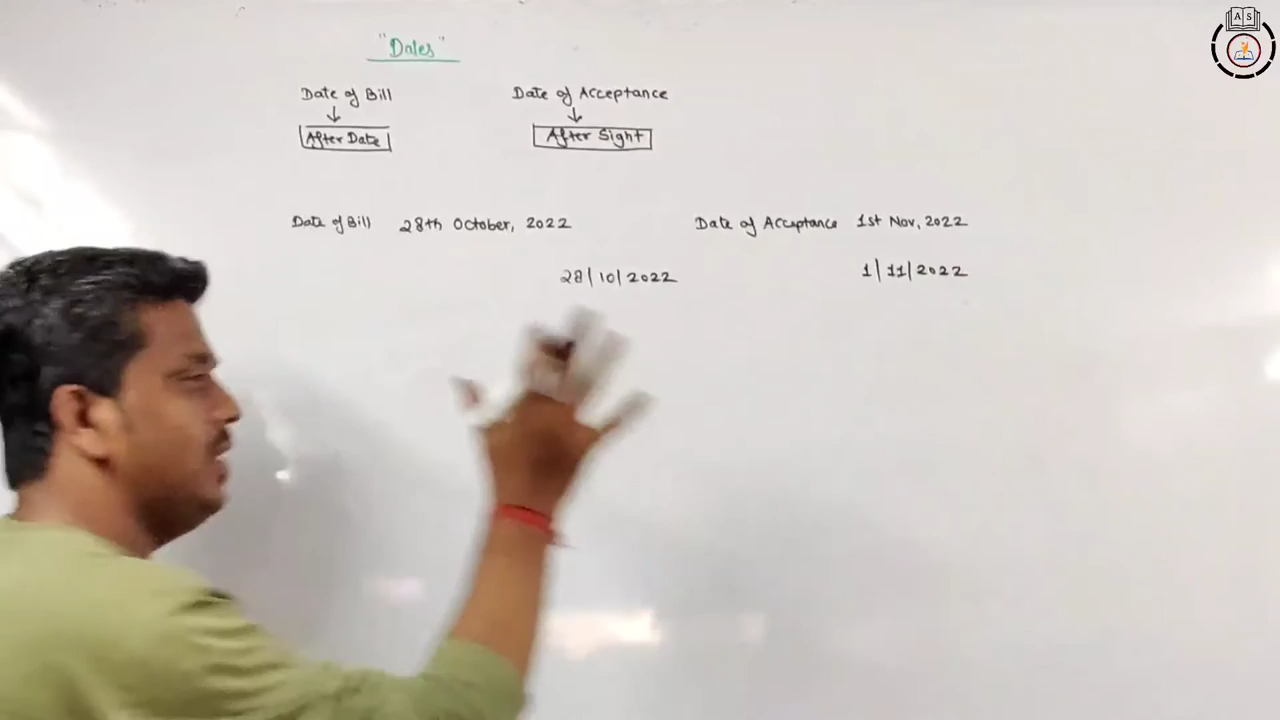 "Dates"
Date of Bill
Date of Acceptance
↓
↓
After Date
After Sight
Date of Bill 28th October, 2022
Date of Acceptance 1st Nov, 2022
28/10/2022
1/11/2022
A S